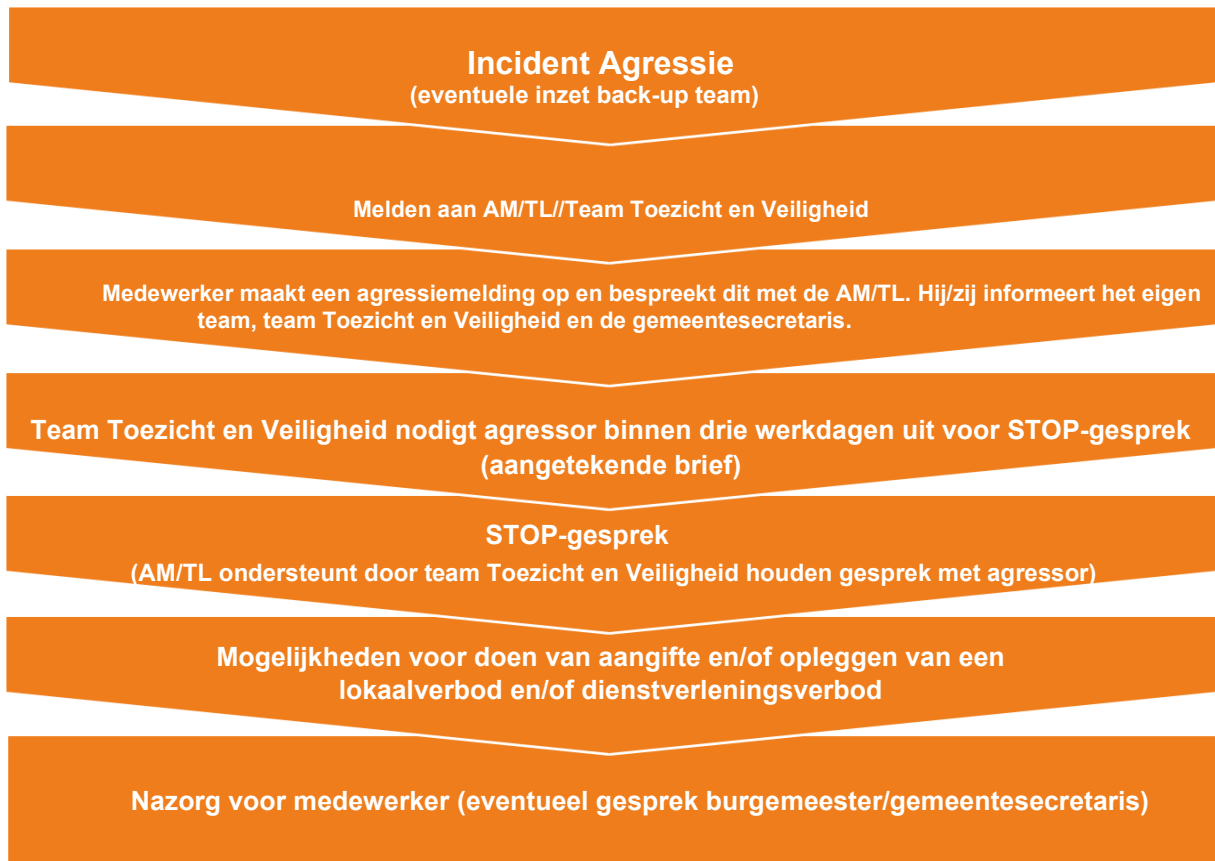 Incident Agressie
(eventuele inzet back-up team)
Melden aan AM/TL//Team Toezicht en Veiligheid
Medewerker maakt een agressiemelding op en bespreekt dit met de AM/TL. Hij/zij informeert het eigen
team, team Toezicht en Veiligheid en de gemeentesecretaris.
Team Toezicht en Veiligheid nodigt agressor binnen drie werkdagen uit voor STOP-gesprek
(aangetekende brief)
STOP-gesprek
(AM/TL ondersteunt door team Toezicht en Veiligheid houden gesprek met agressor)
Mogelijkheden voor doen van aangifte en/of opleggen van een
lokaalverbod en/of dienstverleningsverbod
Nazorg voor medewerker (eventueel gesprek burgemeester/gemeentesecretaris)